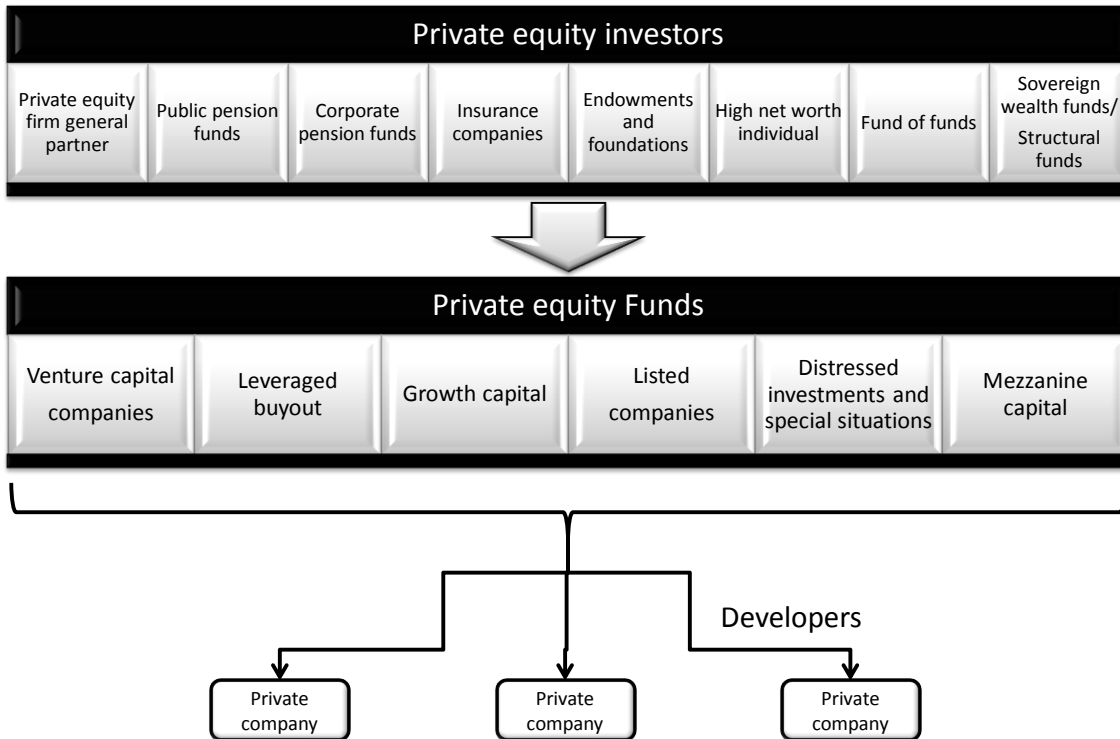 Private equity investors
Private equity
firm general
partner
Public pension
funds
Corporate
pension funds
Insurance
companies
Endowments
and
foundations
High net worth
individual
Fund of funds
Sovereign
wealth funds/
Structural
funds
Private equity Funds
Venture capital
companies
Leveraged
buyout
Growth capital
Listed
companies
Distressed
investments and
special situations
Mezzanine
capital
Developers
Private
company
Private
company
Private
company